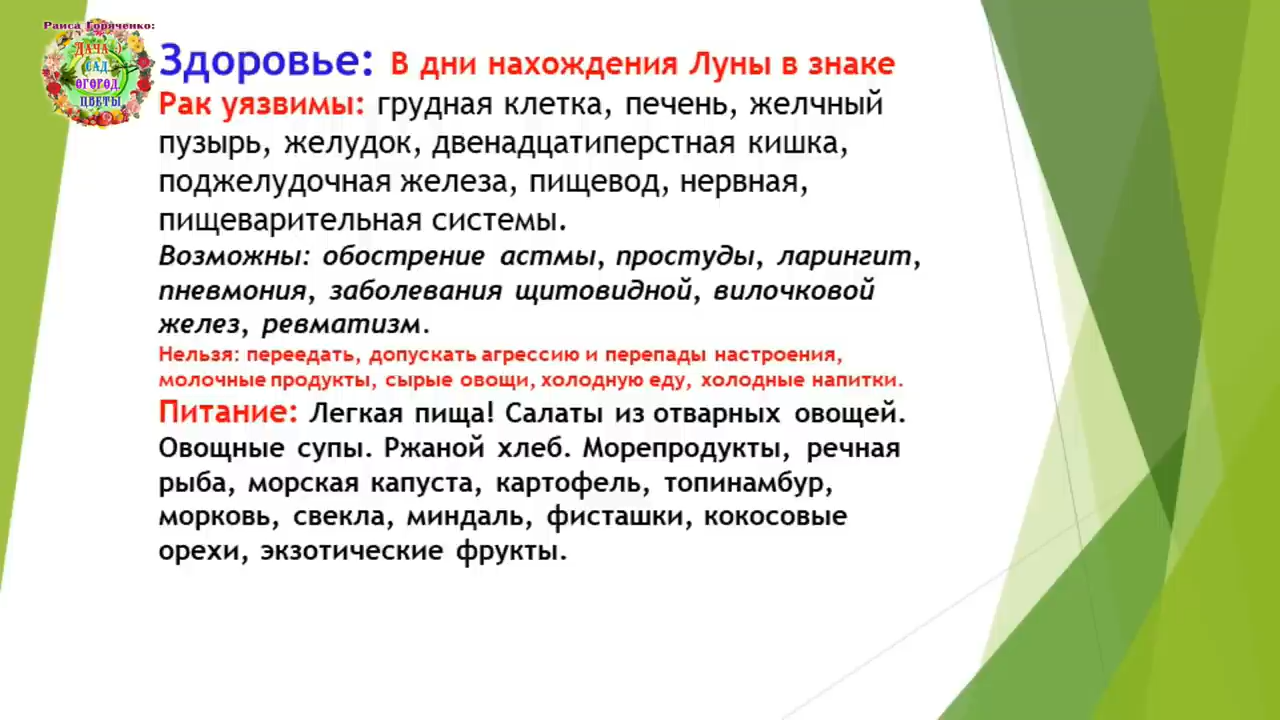 Раиса Горяченко:
ДАЧА :)
САД,
ОГОРОД,
ЦВЕТЫ
Здоровье: В дни нахождения Луны в знаке
Рак уязвимы: грудная клетка, печень, желчный
пузырь, желудок, двенадцатиперстная кишка,
поджелудочная железа, пищевод, нервная,
пищеварительная системы.
Возможны: обострение астмы, простуды, ларингит,
пневмония, заболевания щитовидной, вилочковой
желез, ревматизм.
Нельзя: переедать, допускать агрессию и перепады настроения,
молочные продукты, сырые овощи, холодную еду, холодные напитки.
Питание: Легкая пища! Салаты из отварных овощей.
Овощные супы. Ржаной хлеб. Морепродукты, речная
рыба, морская капуста, картофель, топинамбур,
морковь, свекла, миндаль, фисташки, кокосовые
орехи, экзотические фрукты.